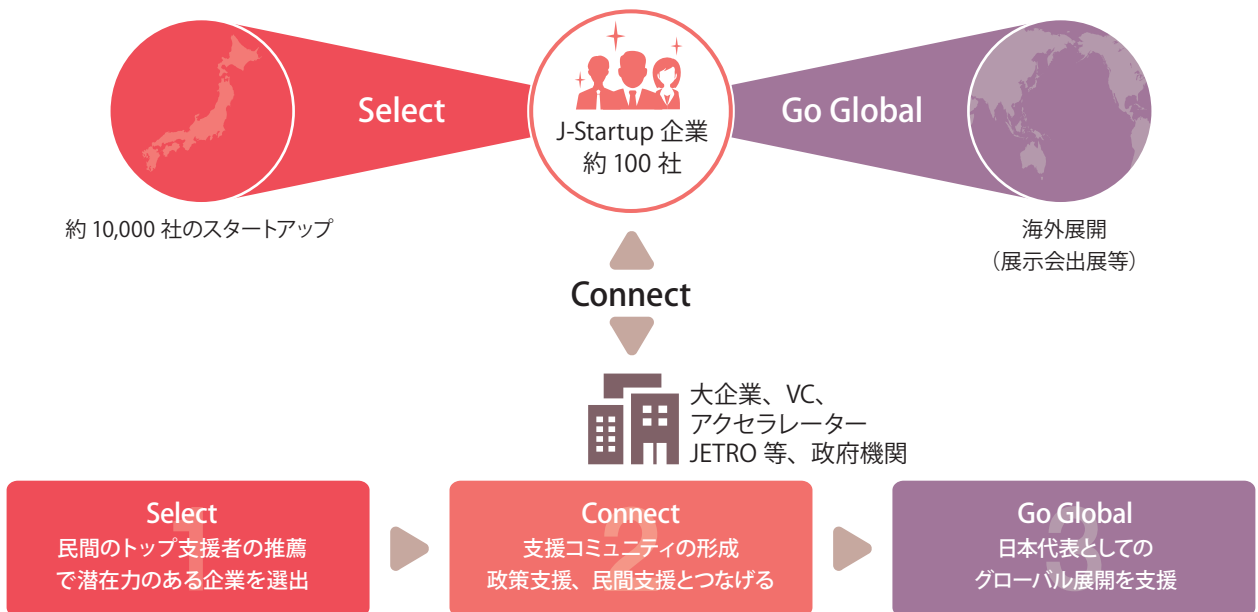 Select
J-Startup 企業
約 100 社
Go Global
約 10,000 社のスタートアップ
海外展開
（展示会出展等）
Connect
大企業、VC、
アクセラレーター
JETRO 等、政府機関
1
Select
民間のトップ支援者の推薦
で潜在力のある企業を選出
2
Connect
支援コミュニティの形成
政策支援、民間支援とつなげる
3
Go Global
日本代表としての
グローバル展開を支援